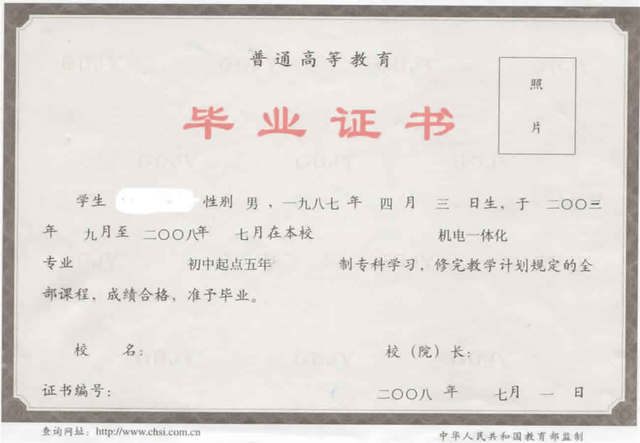 普通高等教育
照
片
毕业证书
学生 性别 男、一九八七年 四 月 三 日生,于 二〇〇三
年 九月至 二〇〇八年 七月在本校 机电一体化
专业 初中起点五年 制专科学习,修完教学计划规定的全
部课程,成绩合格,准予毕业。
校 名: 校(院)长:
证书编号: 二〇〇八 年 七月 一 日
查询网址:http://www.chsi.com.cn 中华人民共和国教育部监制